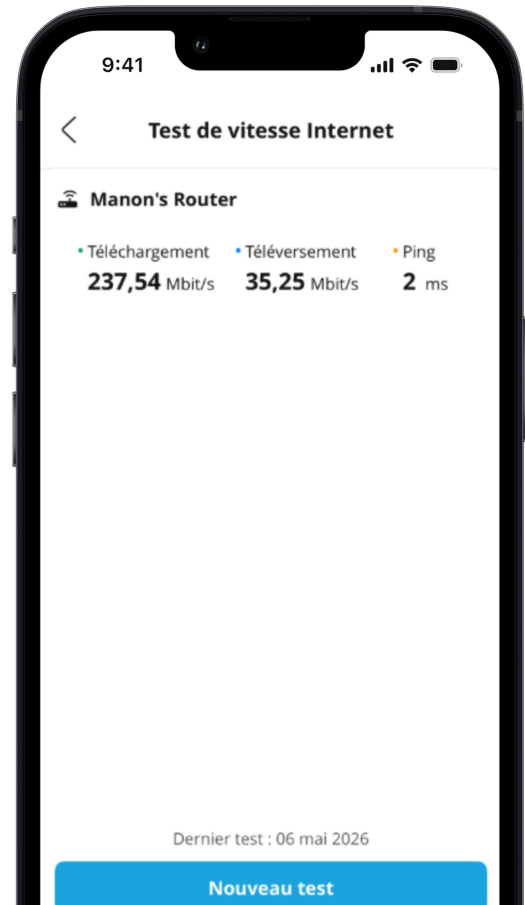 9:41
Test de vitesse Internet
Manon's Router
• Téléchargement • Téléversement • Ping
237,54 Mbit/s 35,25 Mbit/s 2 ms
Dernier test : 06 mai 2026
Nouveau test